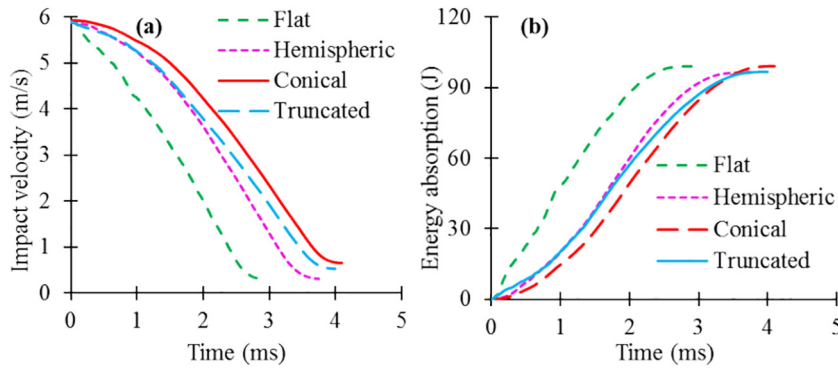 (a)
Flat
Hemispheric
Conical
Truncated
Impact velocity (m/s)
6
5
4
3
2
1
0
0 1 2 3 4 5
Time (ms)
(b)
Flat
Hemispheric
Conical
Truncated
Energy absorption (J)
120
90
60
30
0
0 1 2 3 4 5
Time (ms)